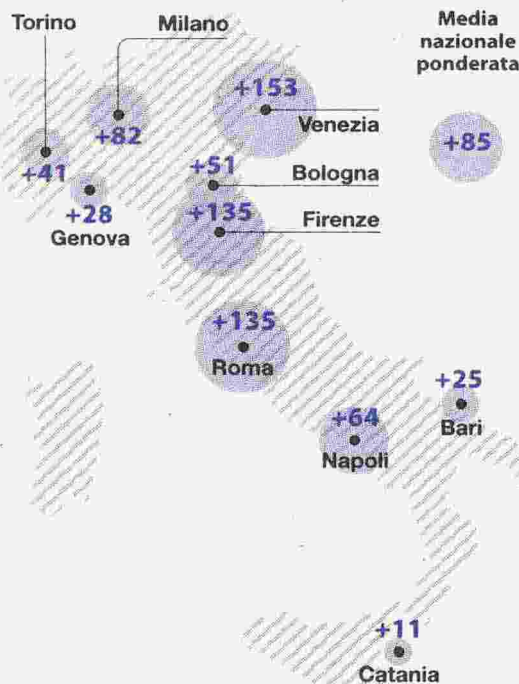 Torino
Milano
Media
nazionale
ponderata
+153
+82
Venezia
+85
+41
+51
Bologna
+28
Genova
+135
Firenze
+135
Roma
+25
Bari
+64
Napoli
+11
Catania